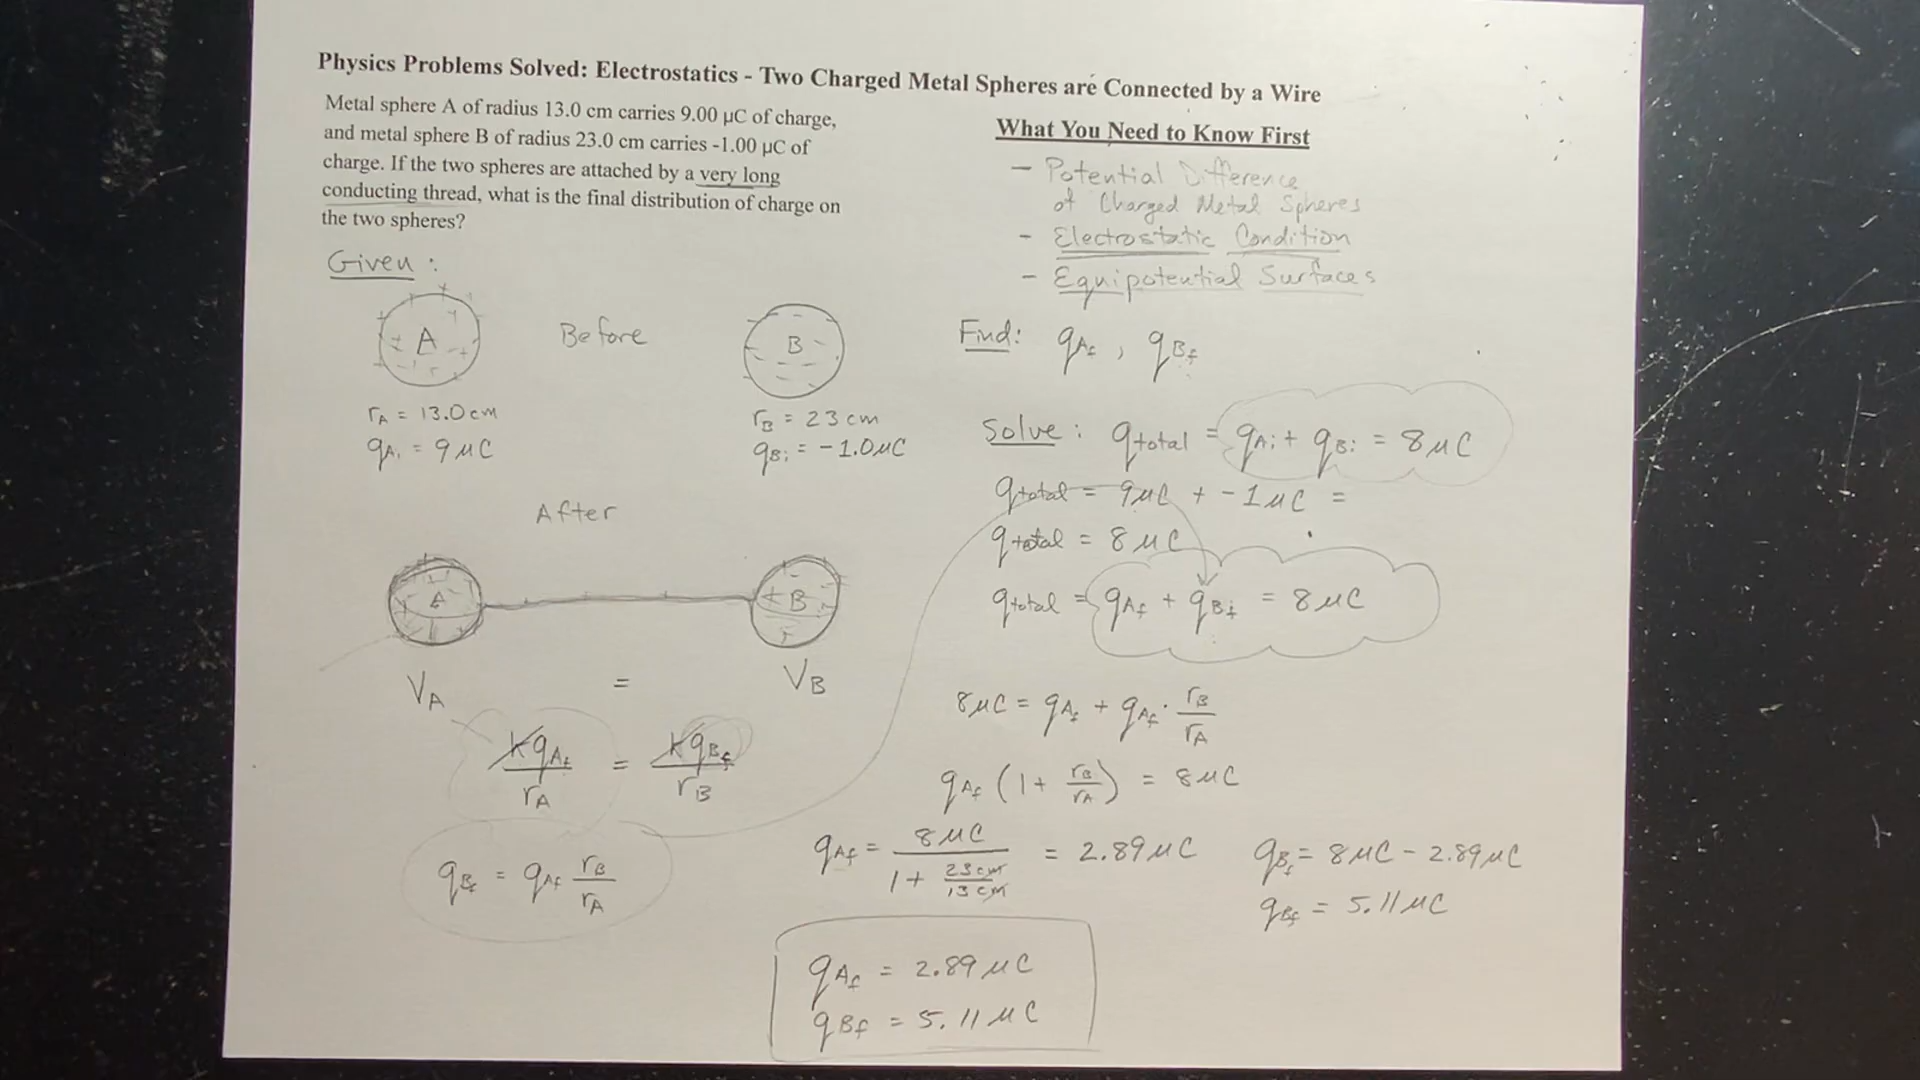 Physics Problems Solved: Electrostatics - Two Charged Metal Spheres are Connected by a Wire
Metal sphere A of radius 13.0 cm carries 9.00 µC of charge,
and metal sphere B of radius 23.0 cm carries -1.00 µC of
charge. If the two spheres are attached by a very long
conducting thread, what is the final distribution of charge on
the two spheres?
What You Need to Know First
- Potential Difference
of Charged Metal Spheres
- Electrostatic Condition
- Equipotential Surfaces
Given:
A
Before
B
rA = 13.0 cm
qAi = 9 µC
rB = 23 cm
qBi = -1.0 µC
After
A
B
VA = VB
kqAf/rA = kqBf/rB
qBf = qAf rB/rA
Find: qAf, qBf
Solve: qtotal = qAi + qBi = 8 µC
qtotal = 9 µC + -1 µC =
qtotal = 8 µC
qtotal = qAf + qBf = 8 µC
8 µC = qAf + qAf · rB/rA
qAf (1 + rB/rA) = 8 µC
qAf = 8 µC / (1 + 23 cm/13 cm) = 2.89 µC
qBf = 8 µC - 2.89 µC
qBf = 5.11 µC
qAf = 2.89 µC
qBf = 5.11 µC